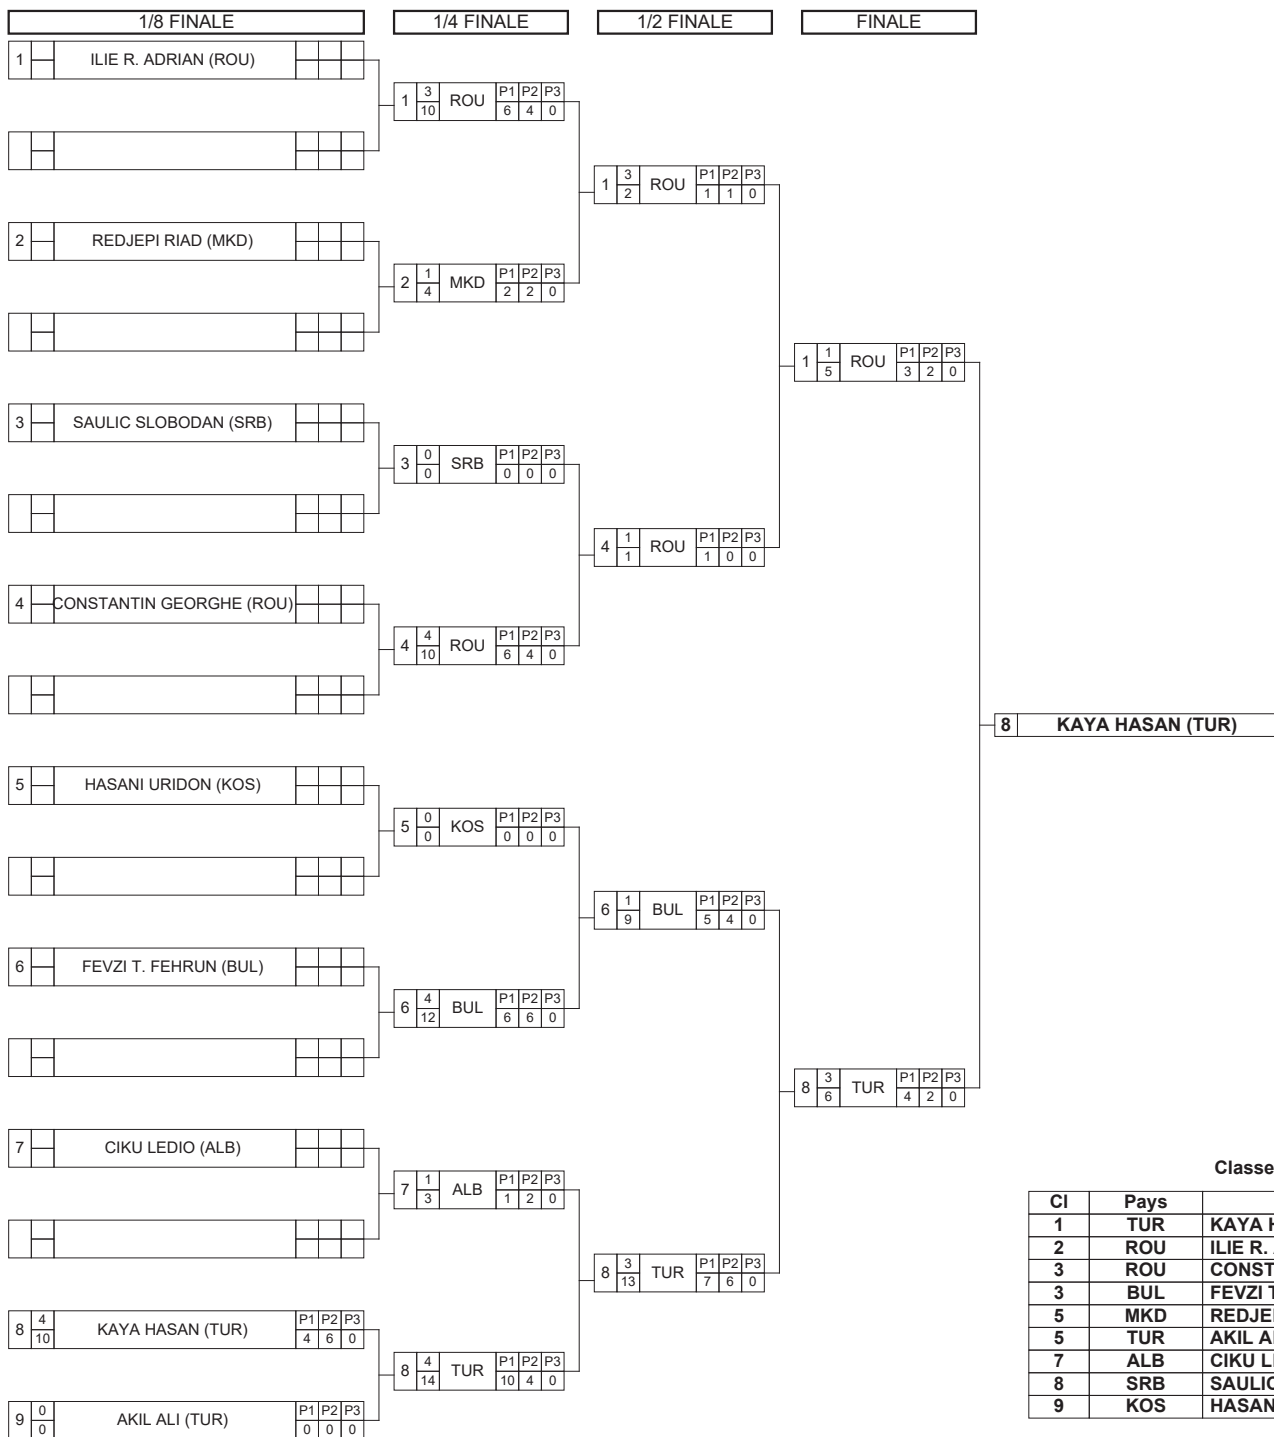 1/8 FINALE 1/4 FINALE 1/2 FINALE FINALE
1 ILIE R. ADRIAN (ROU)
1 3 10 ROU P1 P2 P3 6 4 0
1 3 2 ROU P1 P2 P3 1 1 0
2 REDJEPI RIAD (MKD)
2 1 4 MKD P1 P2 P3 2 2 0
1 1 5 ROU P1 P2 P3 3 2 0
3 SAULIC SLOBODAN (SRB)
3 0 0 SRB P1 P2 P3 0 0 0
4 1 1 ROU P1 P2 P3 1 0 0
4 CONSTANTIN GEORGHE (ROU)
4 4 10 ROU P1 P2 P3 6 4 0
8 KAYA HASAN (TUR)
5 HASANI URIDON (KOS)
5 0 0 KOS P1 P2 P3 0 0 0
6 1 9 BUL P1 P2 P3 5 4 0
6 FEVZI T. FEHRUN (BUL)
6 4 12 BUL P1 P2 P3 6 6 0
8 3 6 TUR P1 P2 P3 4 2 0
7 CIKU LEDIO (ALB)
7 1 3 ALB P1 P2 P3 1 2 0
8 3 13 TUR P1 P2 P3 7 6 0
8 4 10 KAYA HASAN (TUR) P1 P2 P3 4 6 0
8 4 14 TUR P1 P2 P3 10 4 0
9 0 0 AKIL ALI (TUR) P1 P2 P3 0 0 0
Classe
Cl Pays
1 TUR KAYA
2 ROU ILIE R.
3 ROU CONST
3 BUL FEVZI
5 MKD REDJE
5 TUR AKIL
7 ALB CIKU
8 SRB SAULIC
9 KOS HASAN